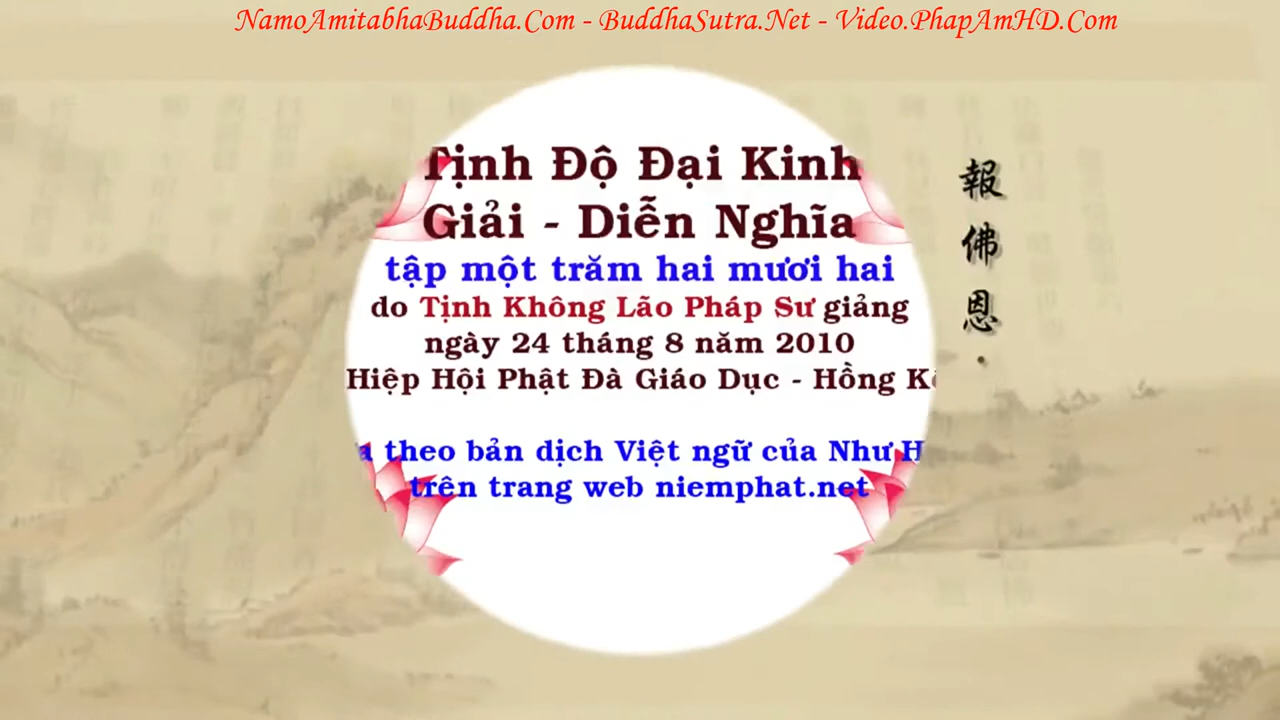 NamoAmitabhaBuddha.Com - BuddhaSutra.Net - Video.PhapAmHD.Com
Tịnh Độ Đại Kinh
Giải - Diễn Nghĩa
tập một trăm hai mươi hai
do Tịnh Không Lão Pháp Sư giảng
ngày 24 tháng 8 năm 2010
Hiệp Hội Phật Đà Giáo Dục - Hồng
theo bản dịch Việt ngữ của Như
trên trang web niemphat.net
報佛恩.